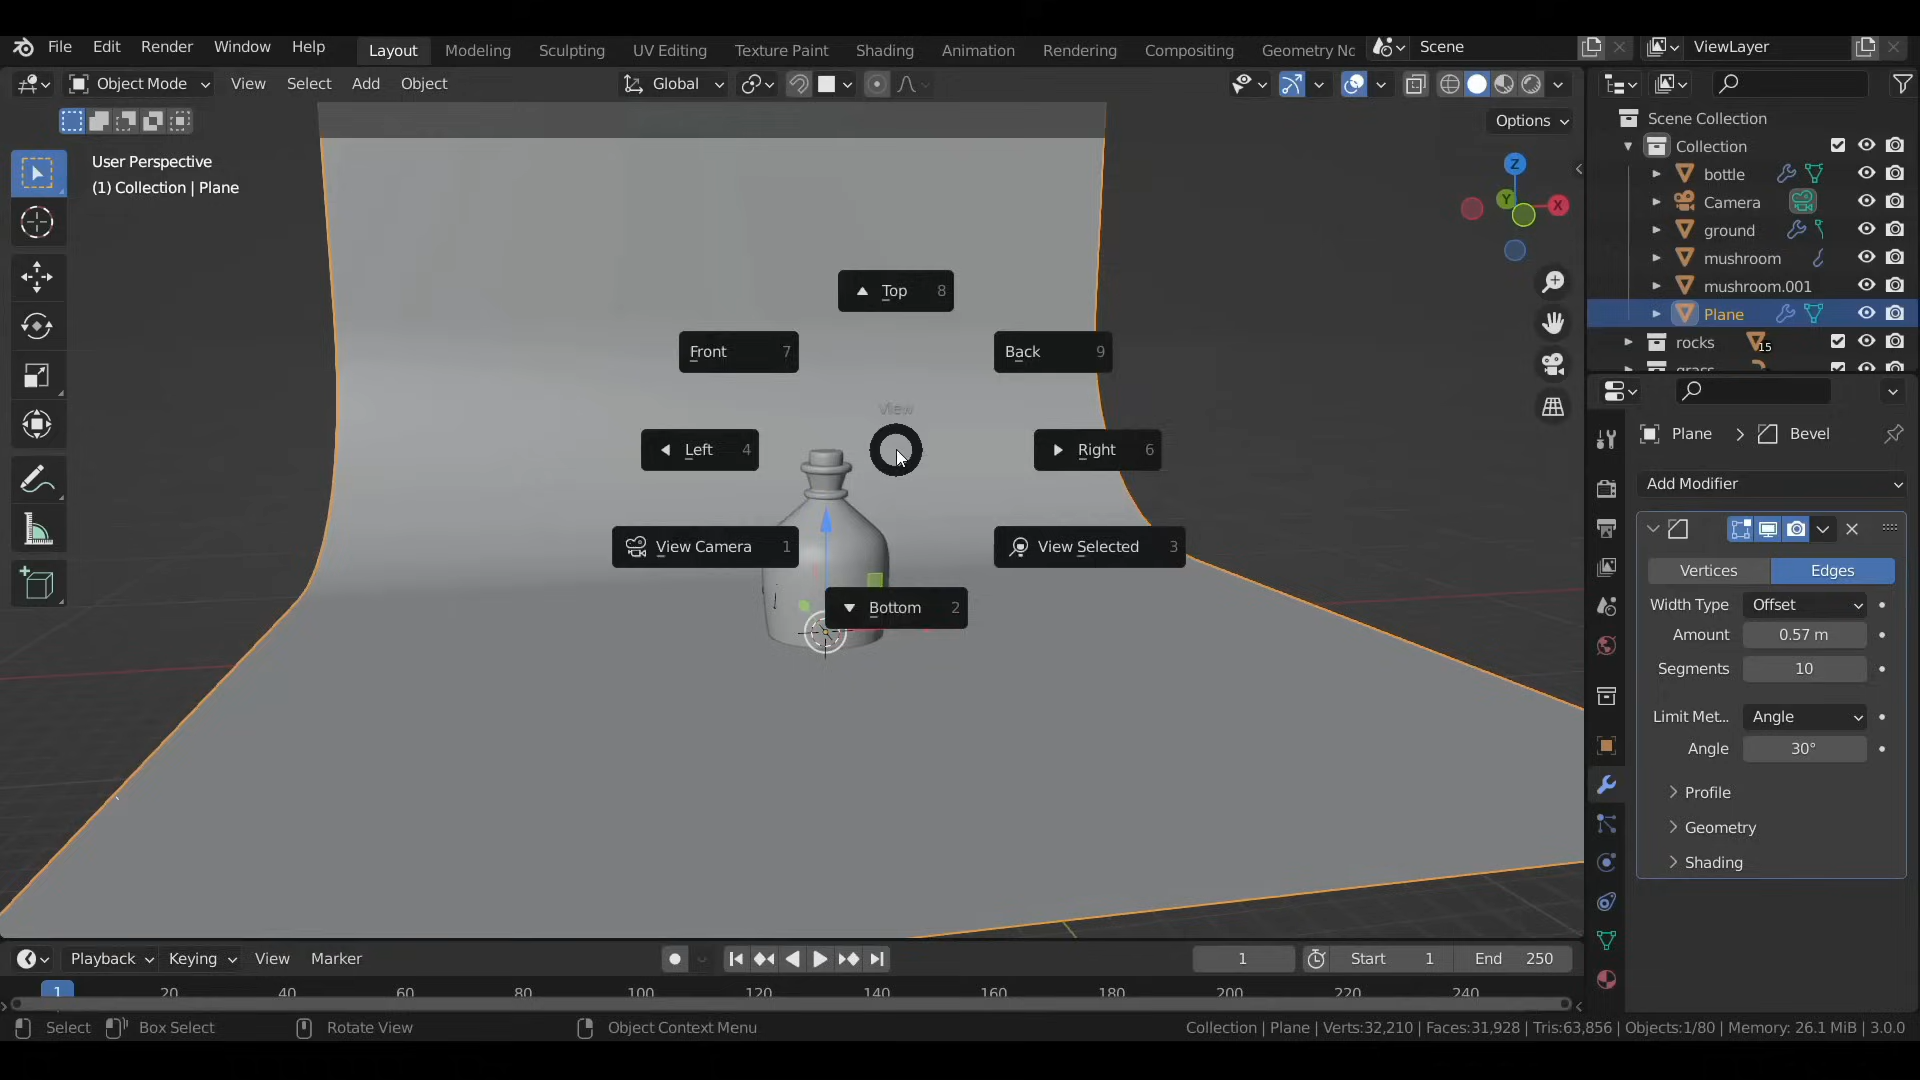 File Edit Render Window Help Layout Modeling Sculpting UV Editing Texture Paint Shading Animation Rendering Compositing Geometry Nc Scene ViewLayer
Object Mode View Select Add Object Global
Options
User Perspective
(1) Collection | Plane
Z
Y
X
Scene Collection
Collection
bottle
Camera
ground
mushroom
mushroom.001
Plane
rocks 15
Top 8
Front 7
Back 9
View
Left 4
Right 6
View Camera 1
View Selected 3
Bottom 2
Plane Bevel
Add Modifier
Vertices Edges
Width Type Offset
Amount 0.57 m
Segments 10
Limit Met... Angle
Angle 30°
Profile
Geometry
Shading
Playback Keying View Marker 1 Start 1 End 250
1 20 40 60 80 100 120 140 160 180 200 220 240
Select Box Select Rotate View Object Context Menu Collection | Plane | Verts:32,210 | Faces:31,928 | Tris:63,856 | Objects:1/80 | Memory: 26.1 MiB | 3.0.0